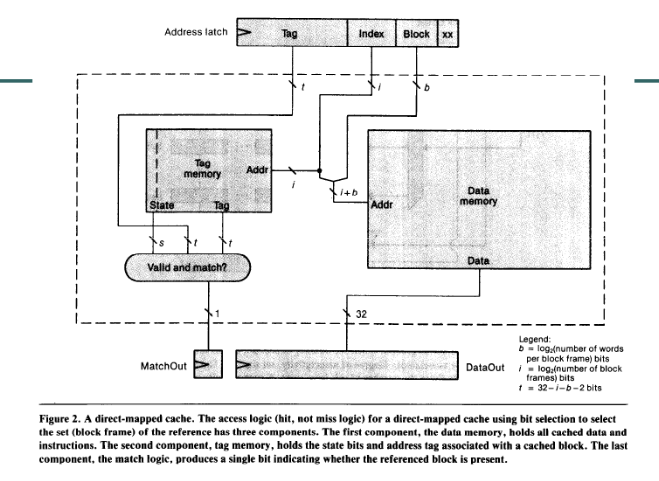 Address latch
Tag Index Block xx
t i b
Tag memory
Addr
i
i+b
Data memory
Addr
State Tag
s t t
Data
Valid and match?
1 32
MatchOut
DataOut
Legend:
b = log₂(number of words
per block frame) bits
i = log₂(number of block
frames) bits
t = 32-i-b-2 bits
Figure 2. A direct-mapped cache. The access logic (hit, not miss logic) for a direct-mapped cache using bit selection to select
the set (block frame) of the reference has three components. The first component, the data memory, holds all cached data and
instructions. The second component, tag memory, holds the state bits and address tag associated with a cached block. The last
component, the match logic, produces a single bit indicating whether the referenced block is present.